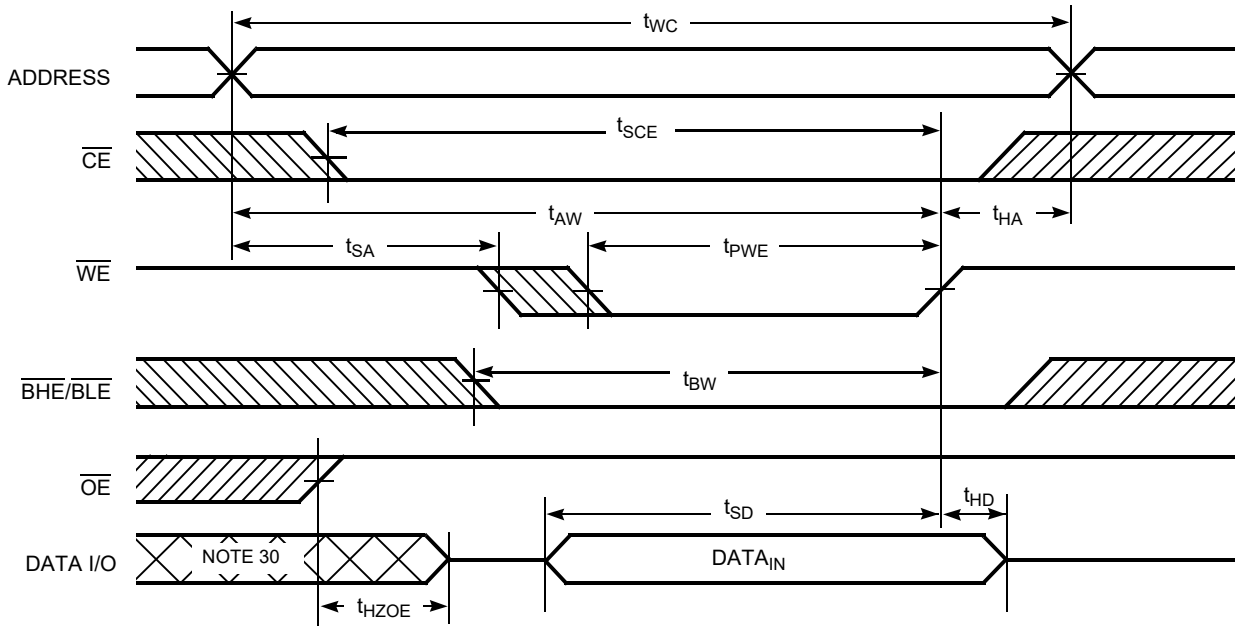 tWC
ADDRESS
tSCE
CE
tAW
tHA
tSA
tPWE
WE
tBW
BHE/BLE
OE
tSD
tHD
DATA I/O
NOTE 30
DATAIN
tHZOE